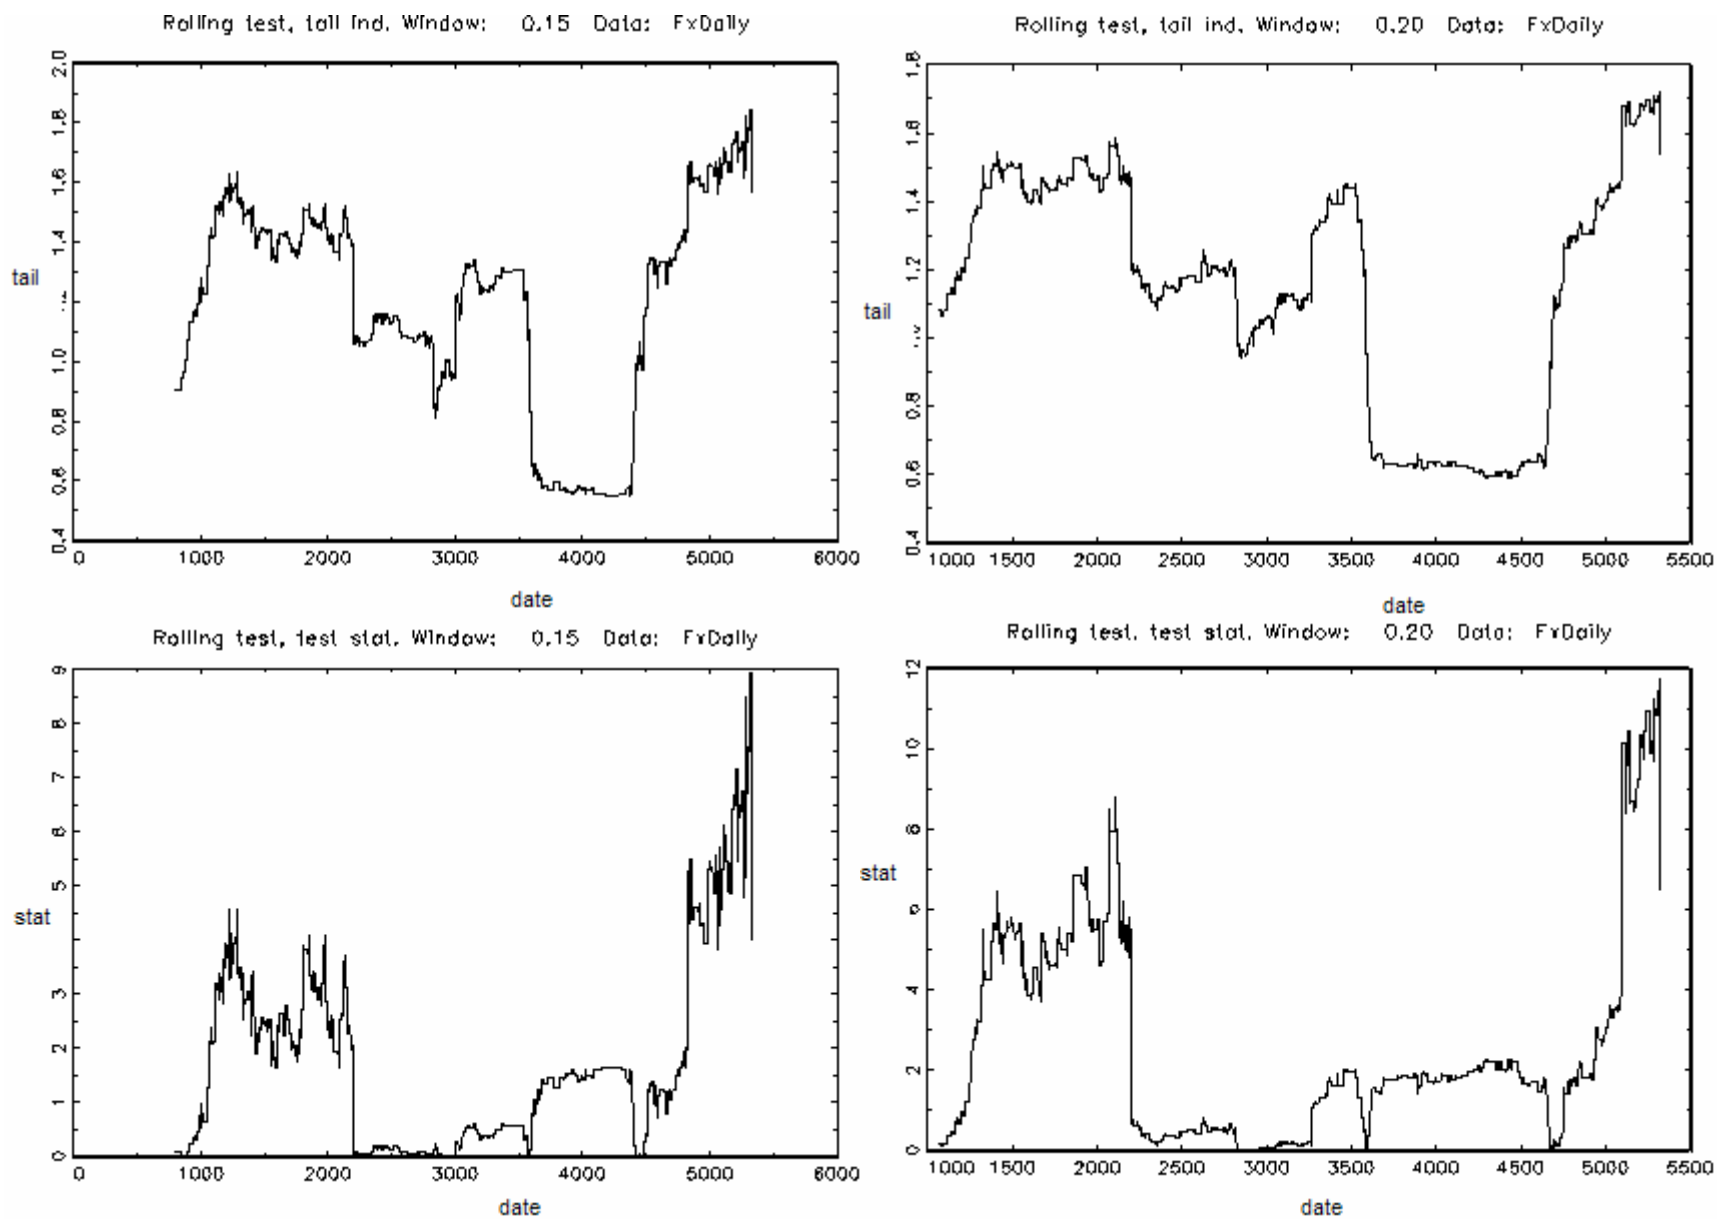 Rolling test, tail ind. Window: 0.15 Data: FxDaily
2.0
1.8
1.6
1.4
1.2
1.0
0.8
0.6
0.4
tail
0 1000 2000 3000 4000 5000 6000
date
Rolling test, tail ind. Window: 0.20 Data: FxDaily
1.8
1.6
1.4
1.2
1.0
0.8
0.6
0.4
tail
1000 1500 2000 2500 3000 3500 4000 4500 5000 5500
date
Rolling test, test stat. Window: 0.15 Data: FxDaily
9
8
7
6
5
4
3
2
1
0
stat
0 1000 2000 3000 4000 5000 6000
date
Rolling test, test stat. Window: 0.20 Data: FxDaily
12
10
8
6
4
2
0
stat
1000 1500 2000 2500 3000 3500 4000 4500 5000 5500
date